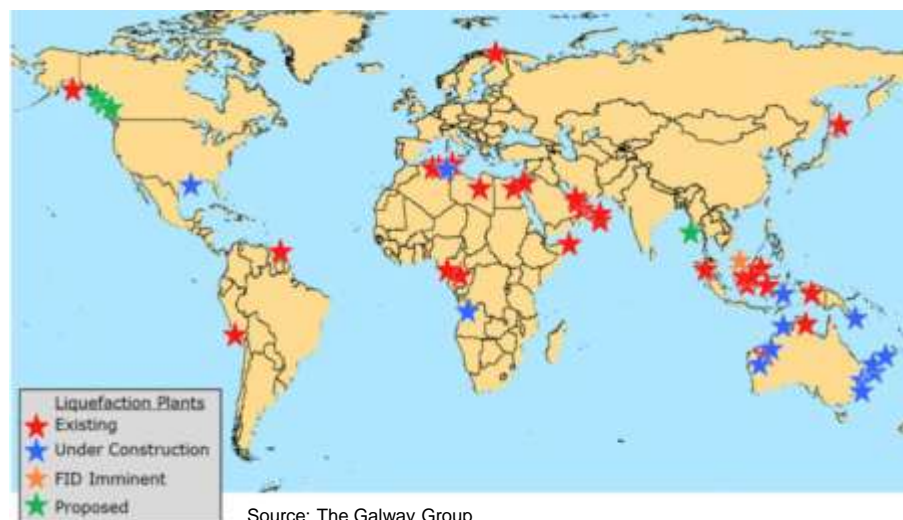 Liquefaction Plants
Existing
Under Construction
FID Imminent
Proposed
Source: The Galway Group